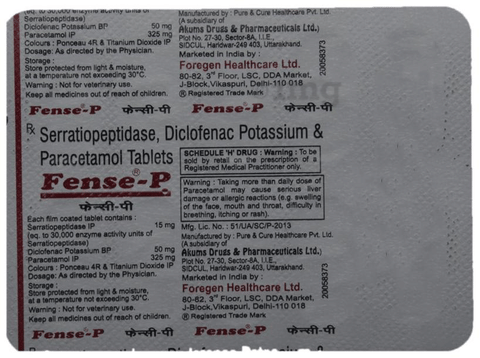 (eq. to 30,000 enzyme activity units of
Serratiopeptidase)
Diclofenac Potassium BP 50 mg
Paracetamol IP 325 mg
Colours : Ponceau 4R & Titanium Dioxide IP
Dosage: As directed by the Physician.
Storage :
Store protected from light & moisture,
at a temperature not exceeding 30°C.
Warning : Not for veterinary use.
Keep all medicines out of reach of children.
Manufactured by : Pure & Cure Healthcare Pvt. Ltd.
(A subsidiary of
Akums Drugs & Pharmaceuticals Ltd.)
Plot No. 27-30, Sector-8A, I.I.E.,
SIDCUL, Haridwar-249 403, Uttarakhand.
Marketed in India by :
Foregen Healthcare Ltd.
80-82, 3rd Floor, LSC, DDA Market,
J-Block,Vikaspuri, Delhi-110 018
® Registered Trade Mark
20058373
Fense-P फेन्सी-पी Fense-P फेन्सी-पी
Rx Serratiopeptidase, Diclofenac Potassium &
Paracetamol Tablets
Fense-P®
फेन्सी-पी
SCHEDULE 'H' DRUG : Warning : To be
sold by retail on the prescription of a
Registered Medical Practitioner only.
Warning : Taking more than daily dose of
Paracetamol may cause serious liver
damage or allergic reactions (e.g. swelling
of the face, mouth and throat, difficulty in
breathing, itching or rash).
Each film coated tablet contains :
Serratiopeptidase IP 15 mg
(eq. to 30,000 enzyme activity units of
Serratiopeptidase)
Diclofenac Potassium BP 50 mg
Paracetamol IP 325 mg
Colours : Ponceau 4R & Titanium Dioxide IP
Dosage: As directed by the Physician.
Storage :
Store protected from light & moisture,
at a temperature not exceeding 30°C.
Warning : Not for veterinary use.
Keep all medicines out of reach of children.
Mfg. Lic. No. : 51/UA/SC/P-2013
Manufactured by : Pure & Cure Healthcare Pvt. Ltd.
(A subsidiary of
Akums Drugs & Pharmaceuticals Ltd.)
Plot No. 27-30, Sector-8A, I.I.E.,
SIDCUL, Haridwar-249 403, Uttarakhand.
Marketed in India by :
Foregen Healthcare Ltd.
80-82, 3rd Floor, LSC, DDA Market,
J-Block,Vikaspuri, Delhi-110 018
® Registered Trade Mark
20058373
Fense-P फेन्सी-पी Fense-P फेन्सी-पी